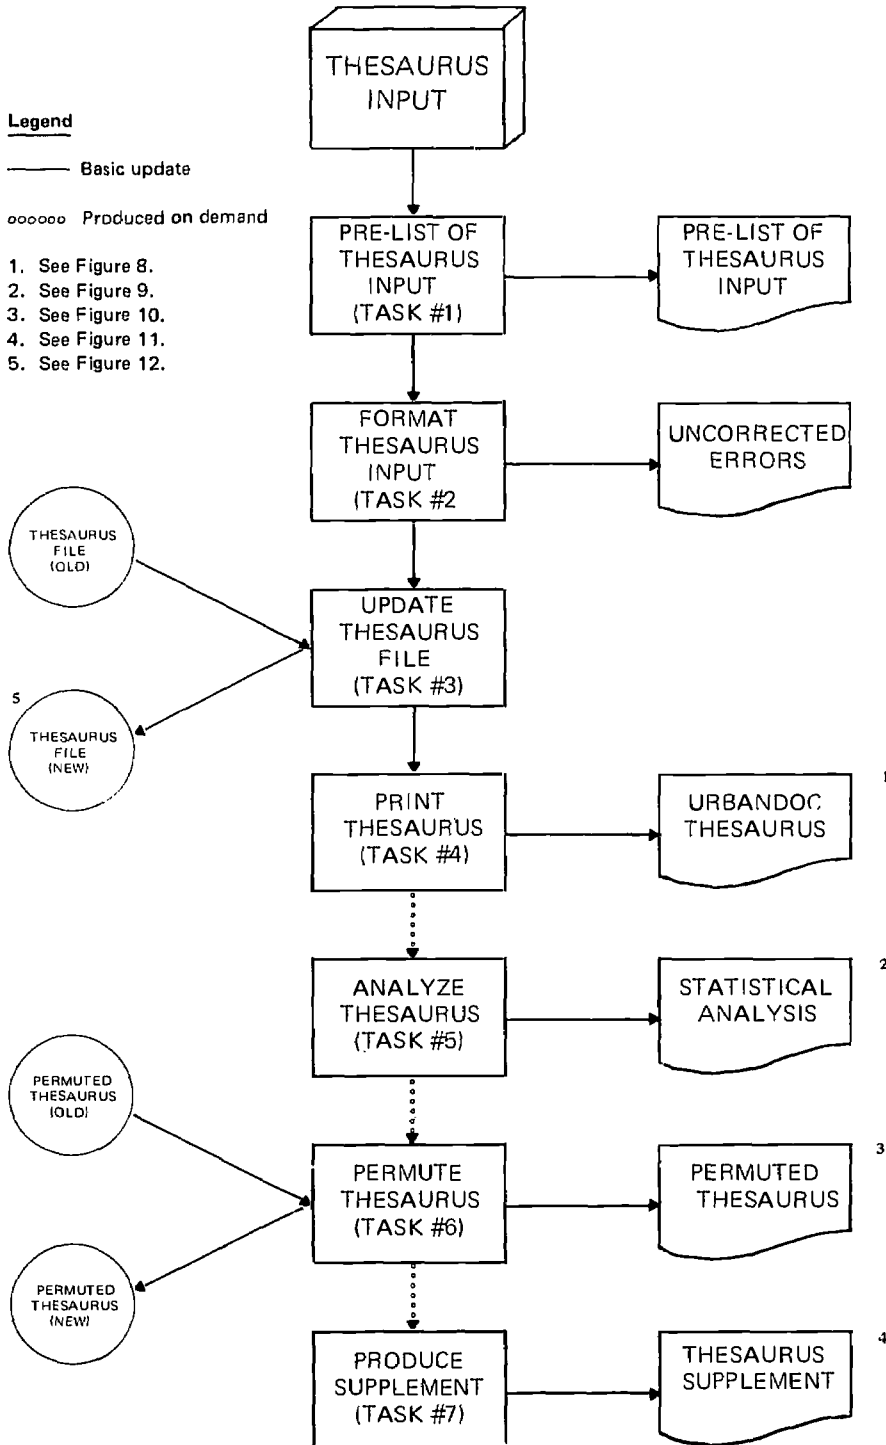 THESAURUS
INPUT
Legend
Basic update
oooooo Produced on demand
1. See Figure 8.
2. See Figure 9.
3. See Figure 10.
4. See Figure 11.
5. See Figure 12.
PRE-LIST OF
THESAURUS
INPUT
(TASK #1)
PRE-LIST OF
THESAURUS
INPUT
FORMAT
THESAURUS
INPUT
(TASK #2
UNCORRECTED
ERRORS
THESAURUS
FILE
(OLD)
UPDATE
THESAURUS
FILE
(TASK #3)
5
THESAURUS
FILE
(NEW)
PRINT
THESAURUS
(TASK #4)
1
URBANDOC
THESAURUS
ANALYZE
THESAURUS
(TASK #5)
2
STATISTICAL
ANALYSIS
PERMUTED
THESAURUS
(OLD)
PERMUTE
THESAURUS
(TASK #6)
3
PERMUTED
THESAURUS
PERMUTED
THESAURUS
(NEW)
PRODUCE
SUPPLEMENT
(TASK #7)
4
THESAURUS
SUPPLEMENT